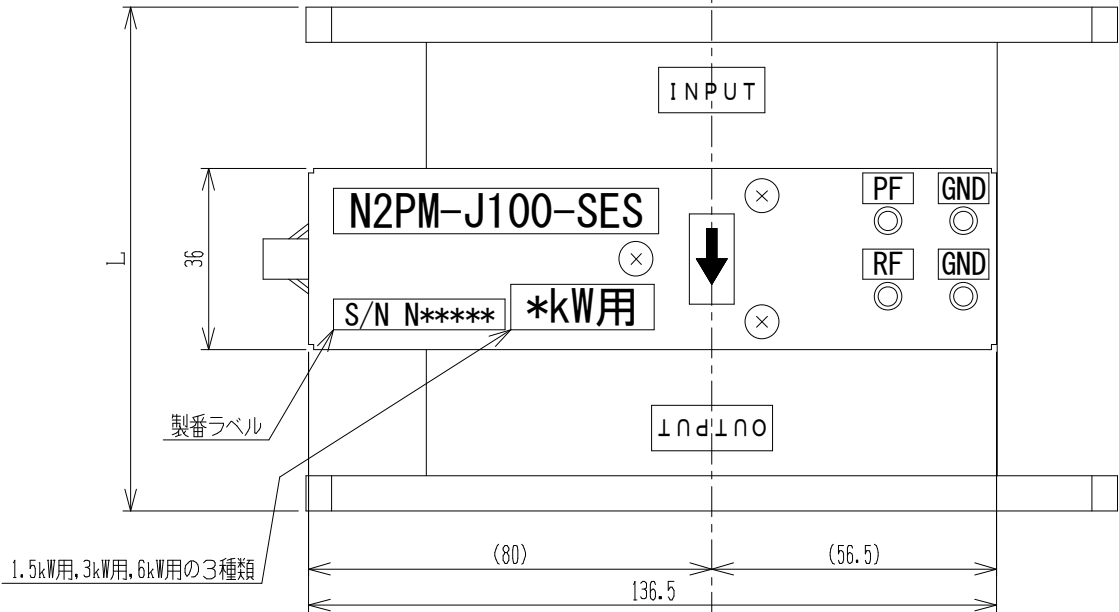 INPUT
N2PM-J100-SES
PF
GND
RF
GND
S/N N*****
*kW用
L
36
製番ラベル
OUTPUT
1.5kW用,3kW用,6kW用の3種類
(80)
(56.5)
136.5